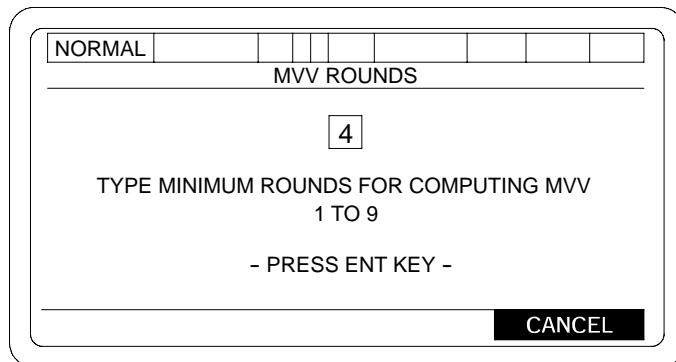 NORMAL
MVV ROUNDS
4
TYPE MINIMUM ROUNDS FOR COMPUTING MVV
1 TO 9
- PRESS ENT KEY -
CANCEL